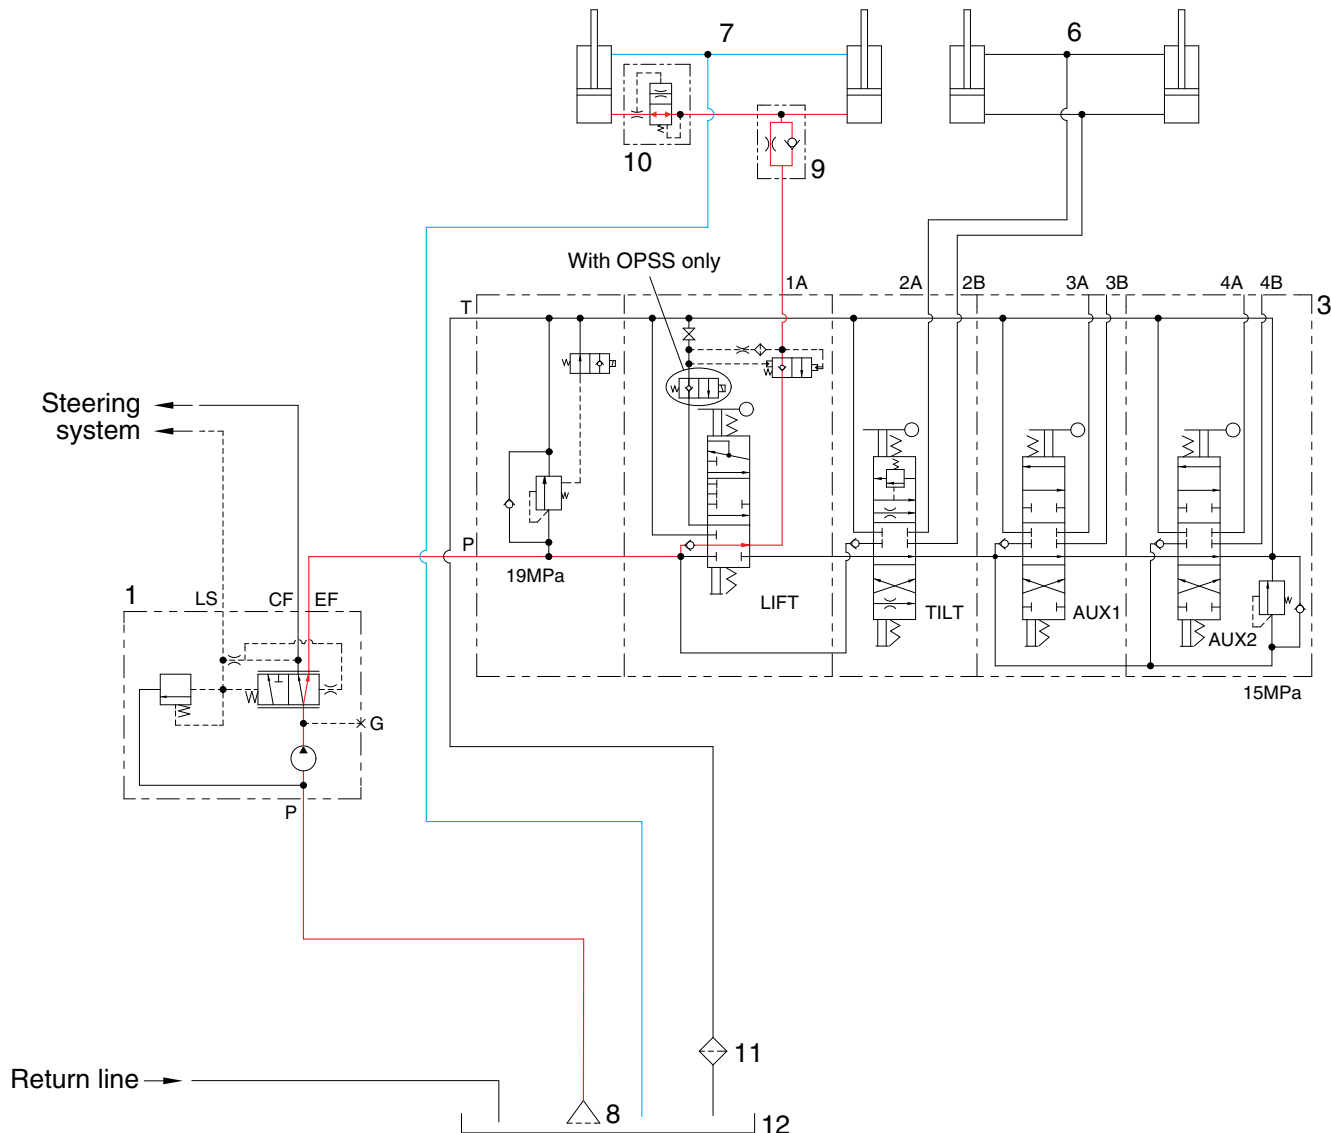 7
6
10
9
With OPSS only
1A
2A
2B
3A
3B
4A
4B
T
3
Steering
system
P
19MPa
LIFT
TILT
AUX1
AUX2
15MPa
1
LS
CF
EF
G
P
11
Return line
8
12